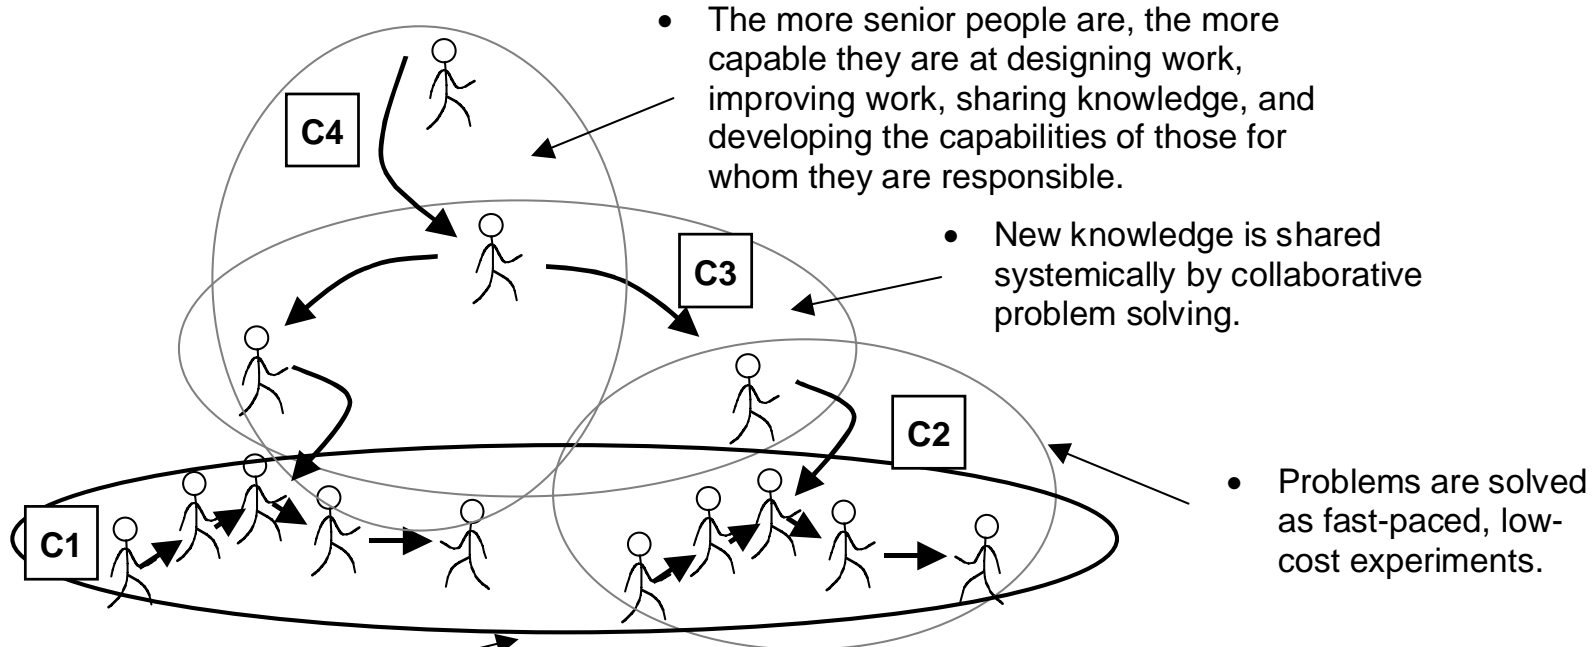 • The more senior people are, the more
capable they are at designing work,
improving work, sharing knowledge, and
developing the capabilities of those for
whom they are responsible.
C4
• New knowledge is shared
systemically by collaborative
problem solving.
C3
C2
• Problems are solved
as fast-paced, low-
cost experiments.
C1